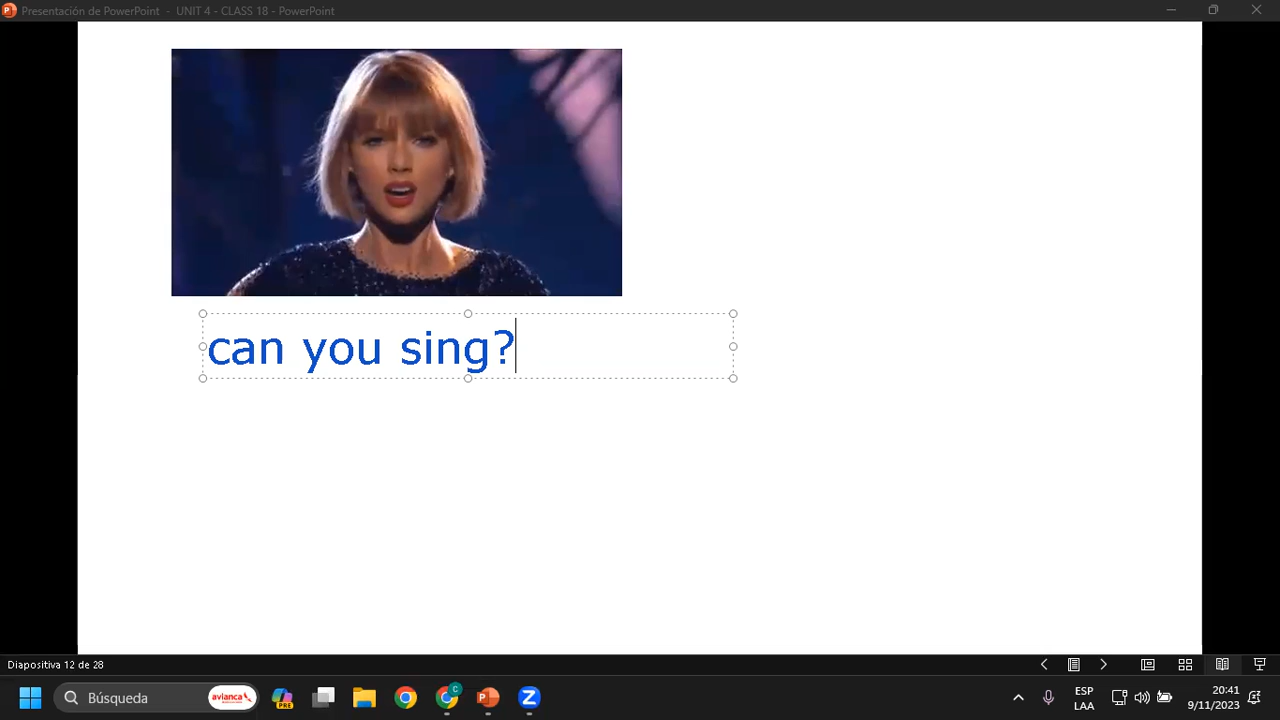 Presentación de PowerPoint - UNIT 4 - CLASS 18 - PowerPoint
can you sing?
Diapositiva 12 de 28
Búsqueda
avianca
PRE
C
Z
ESP
LAA
20:41
9/11/2023